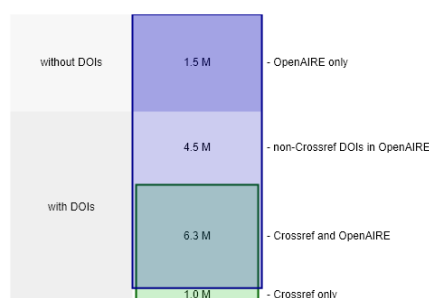 without DOIs
1.5 M
- OpenAIRE only
4.5 M
- non-Crossref DOIs in OpenAIRE
with DOIs
6.3 M
- Crossref and OpenAIRE
1.0 M
- Crossref only